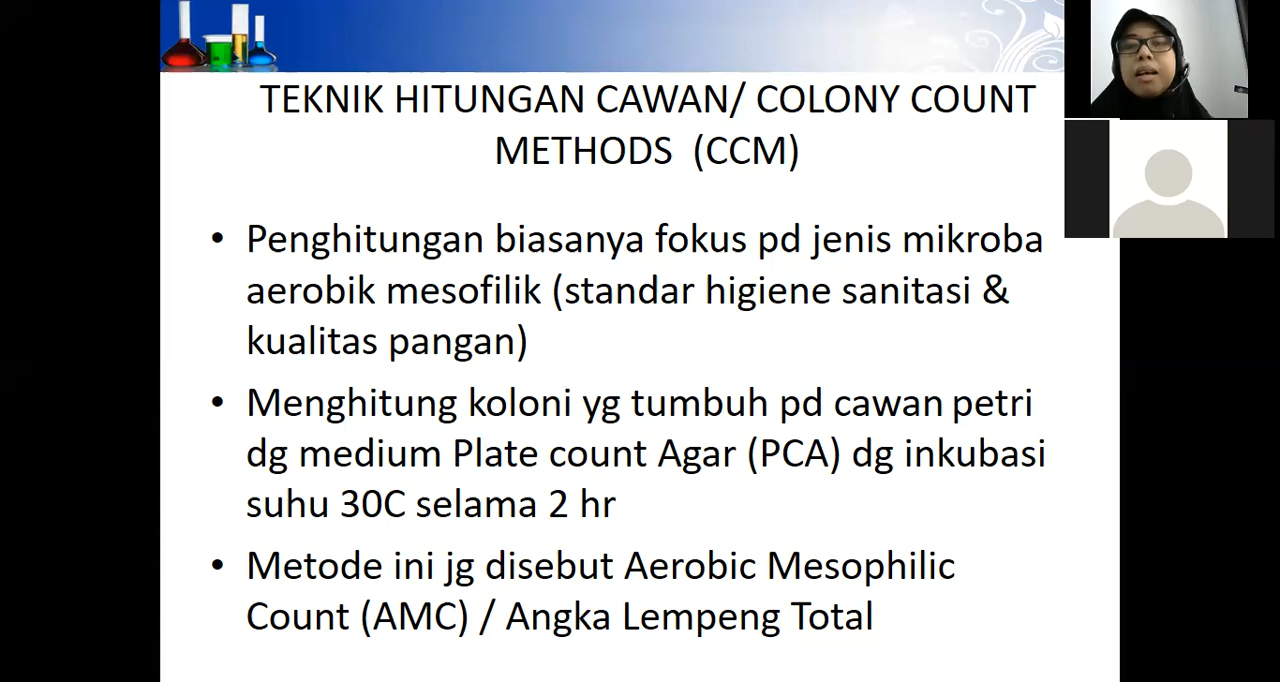 TEKNIK HITUNGAN CAWAN/ COLONY COUNT
METHODS (CCM)
• Penghitungan biasanya fokus pd jenis mikroba
aerobik mesofilik (standar higiene sanitasi &
kualitas pangan)
• Menghitung koloni yg tumbuh pd cawan petri
dg medium Plate count Agar (PCA) dg inkubasi
suhu 30C selama 2 hr
• Metode ini jg disebut Aerobic Mesophilic
Count (AMC) / Angka Lempeng Total